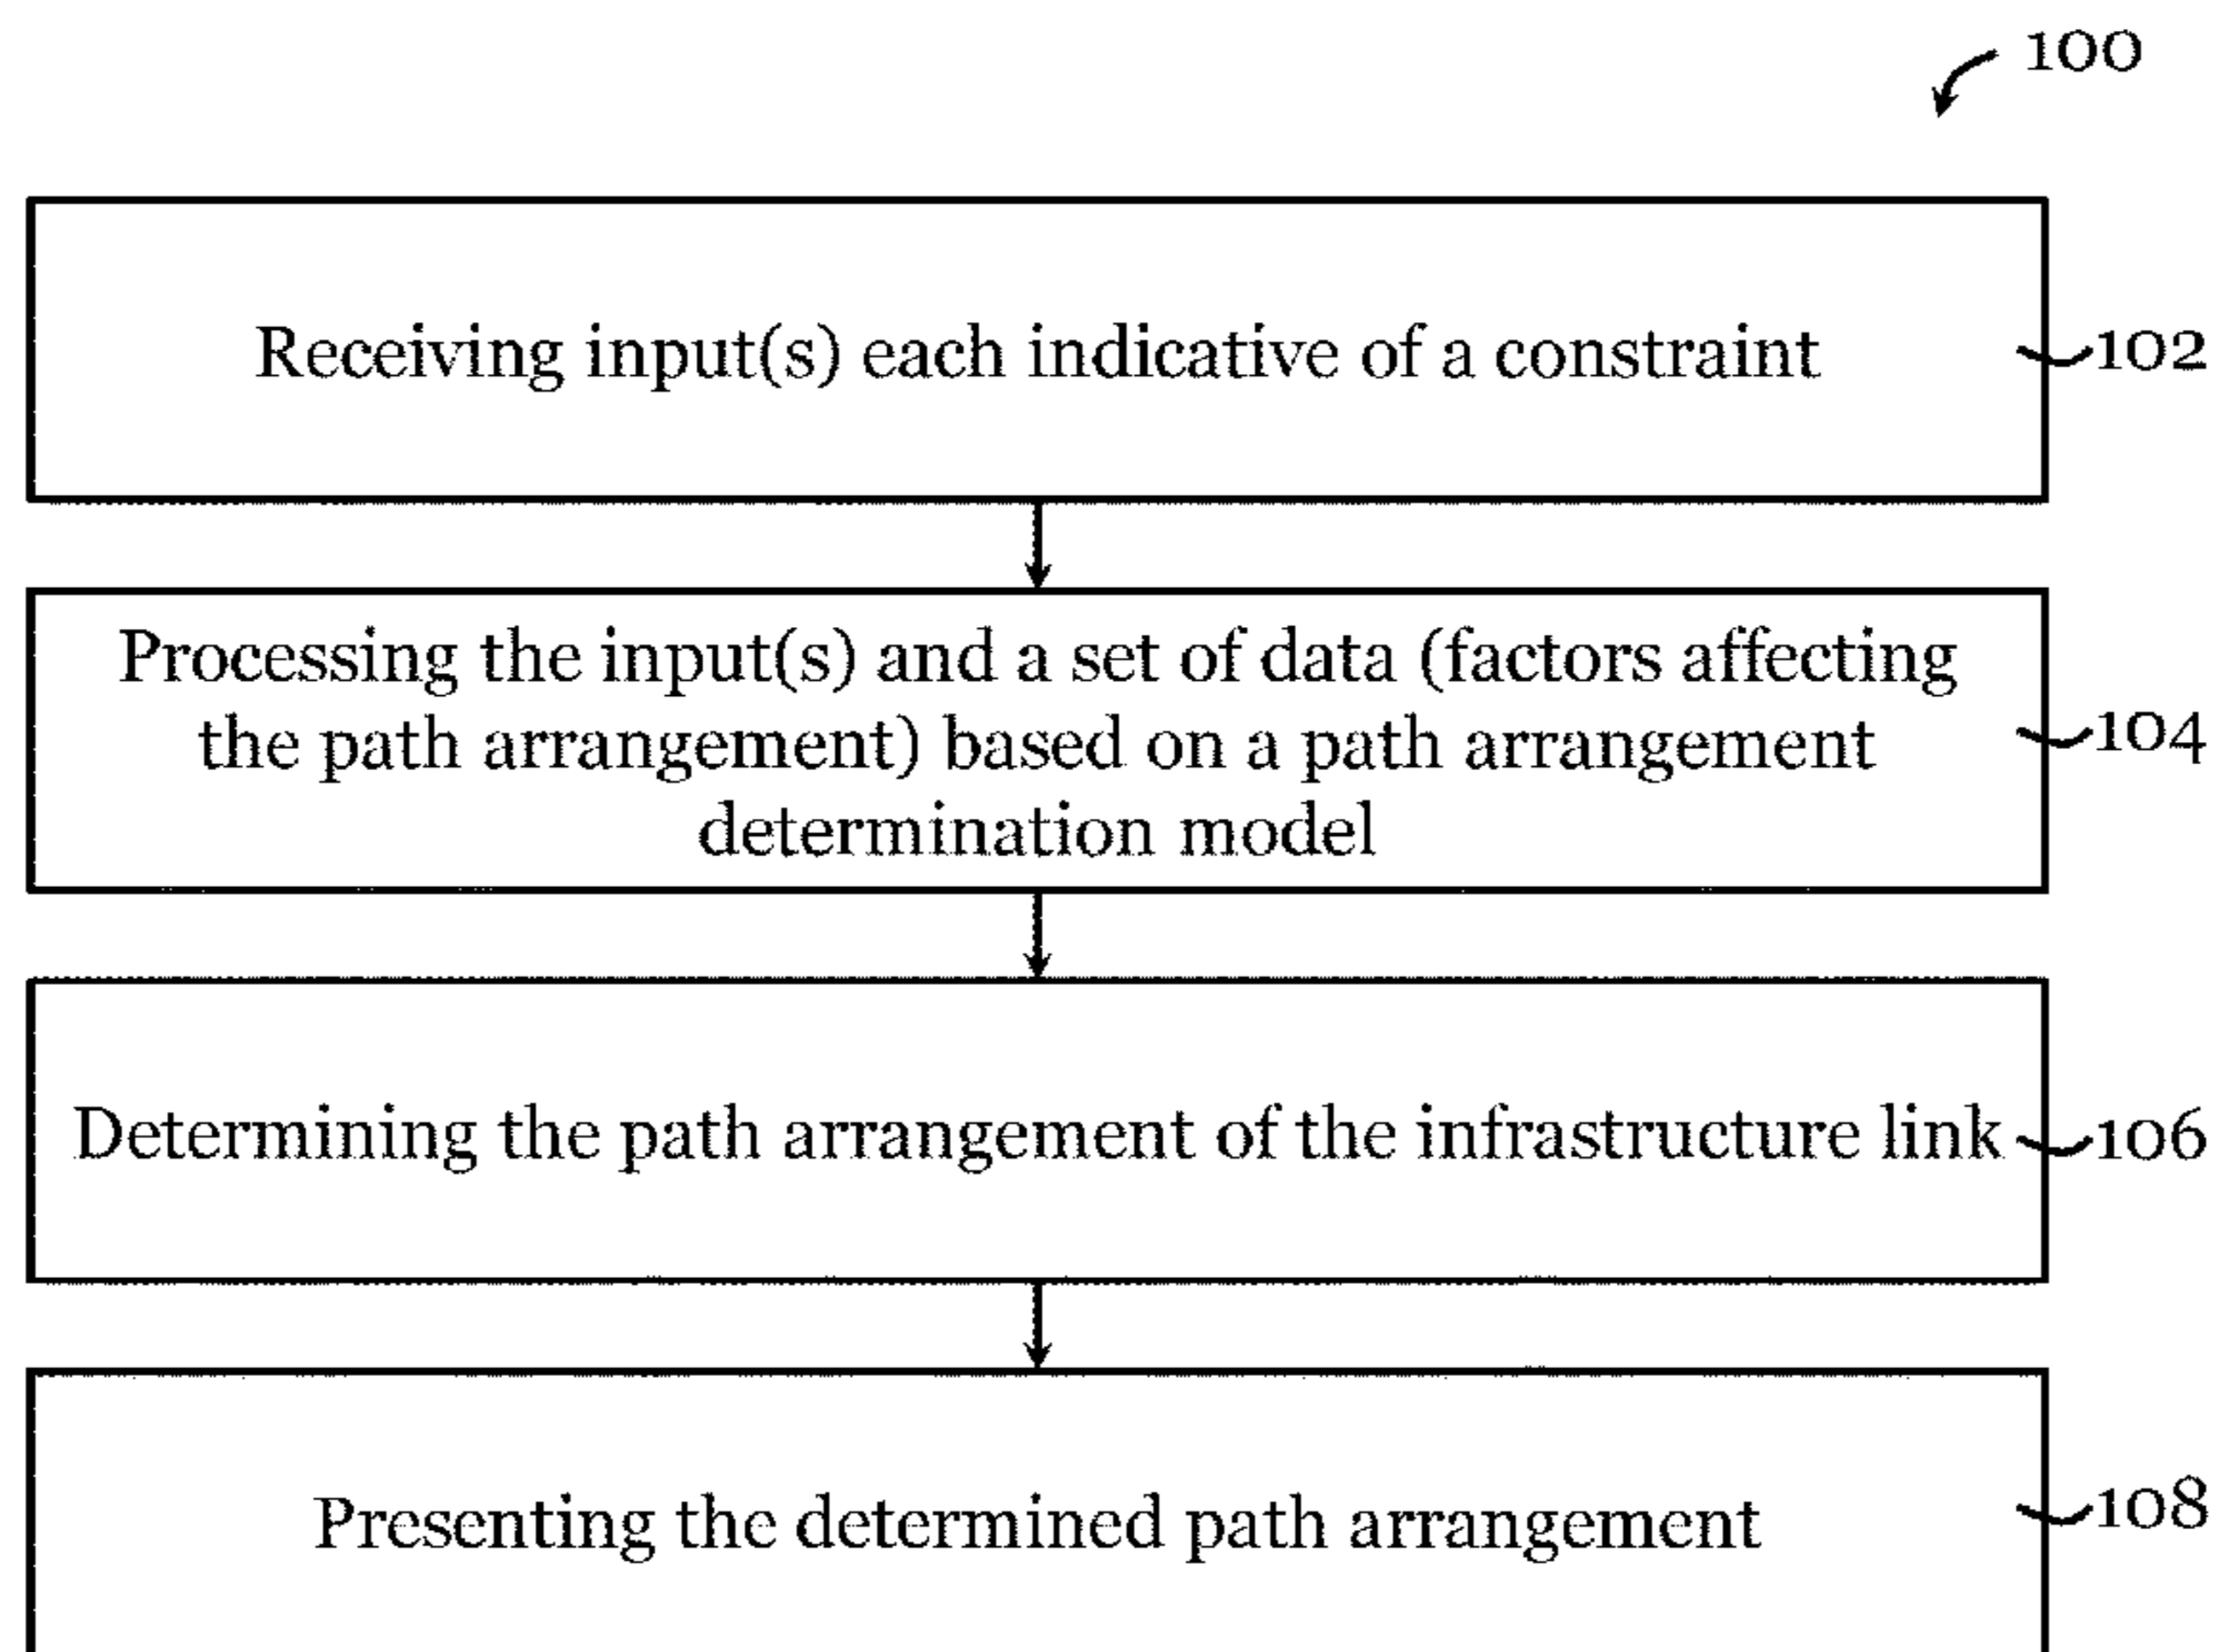 100
Receiving input(s) each indicative of a constraint
102
Processing the input(s) and a set of data (factors affecting
the path arrangement) based on a path arrangement
determination model
104
Determining the path arrangement of the infrastructure link
106
Presenting the determined path arrangement
108